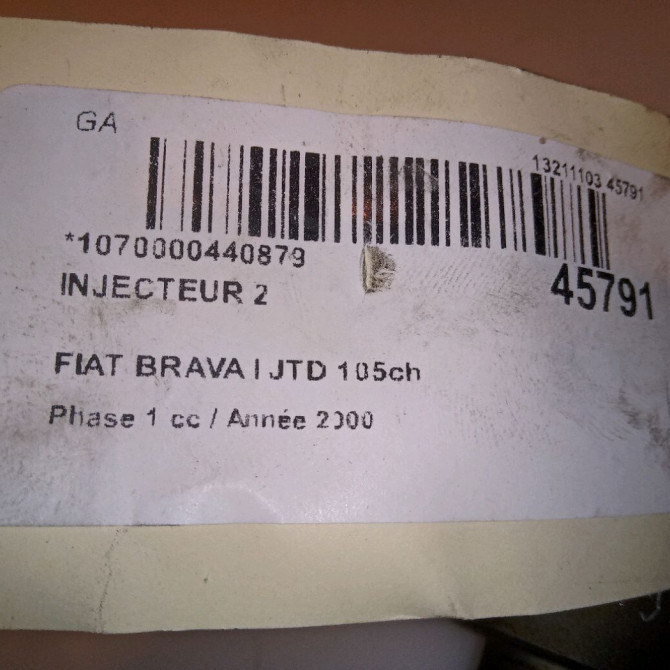 GA
13211103 45791
*1070000440879
INJECTEUR 2
45791
FIAT BRAVA I JTD 105ch
Phase 1 cc / Année 2000